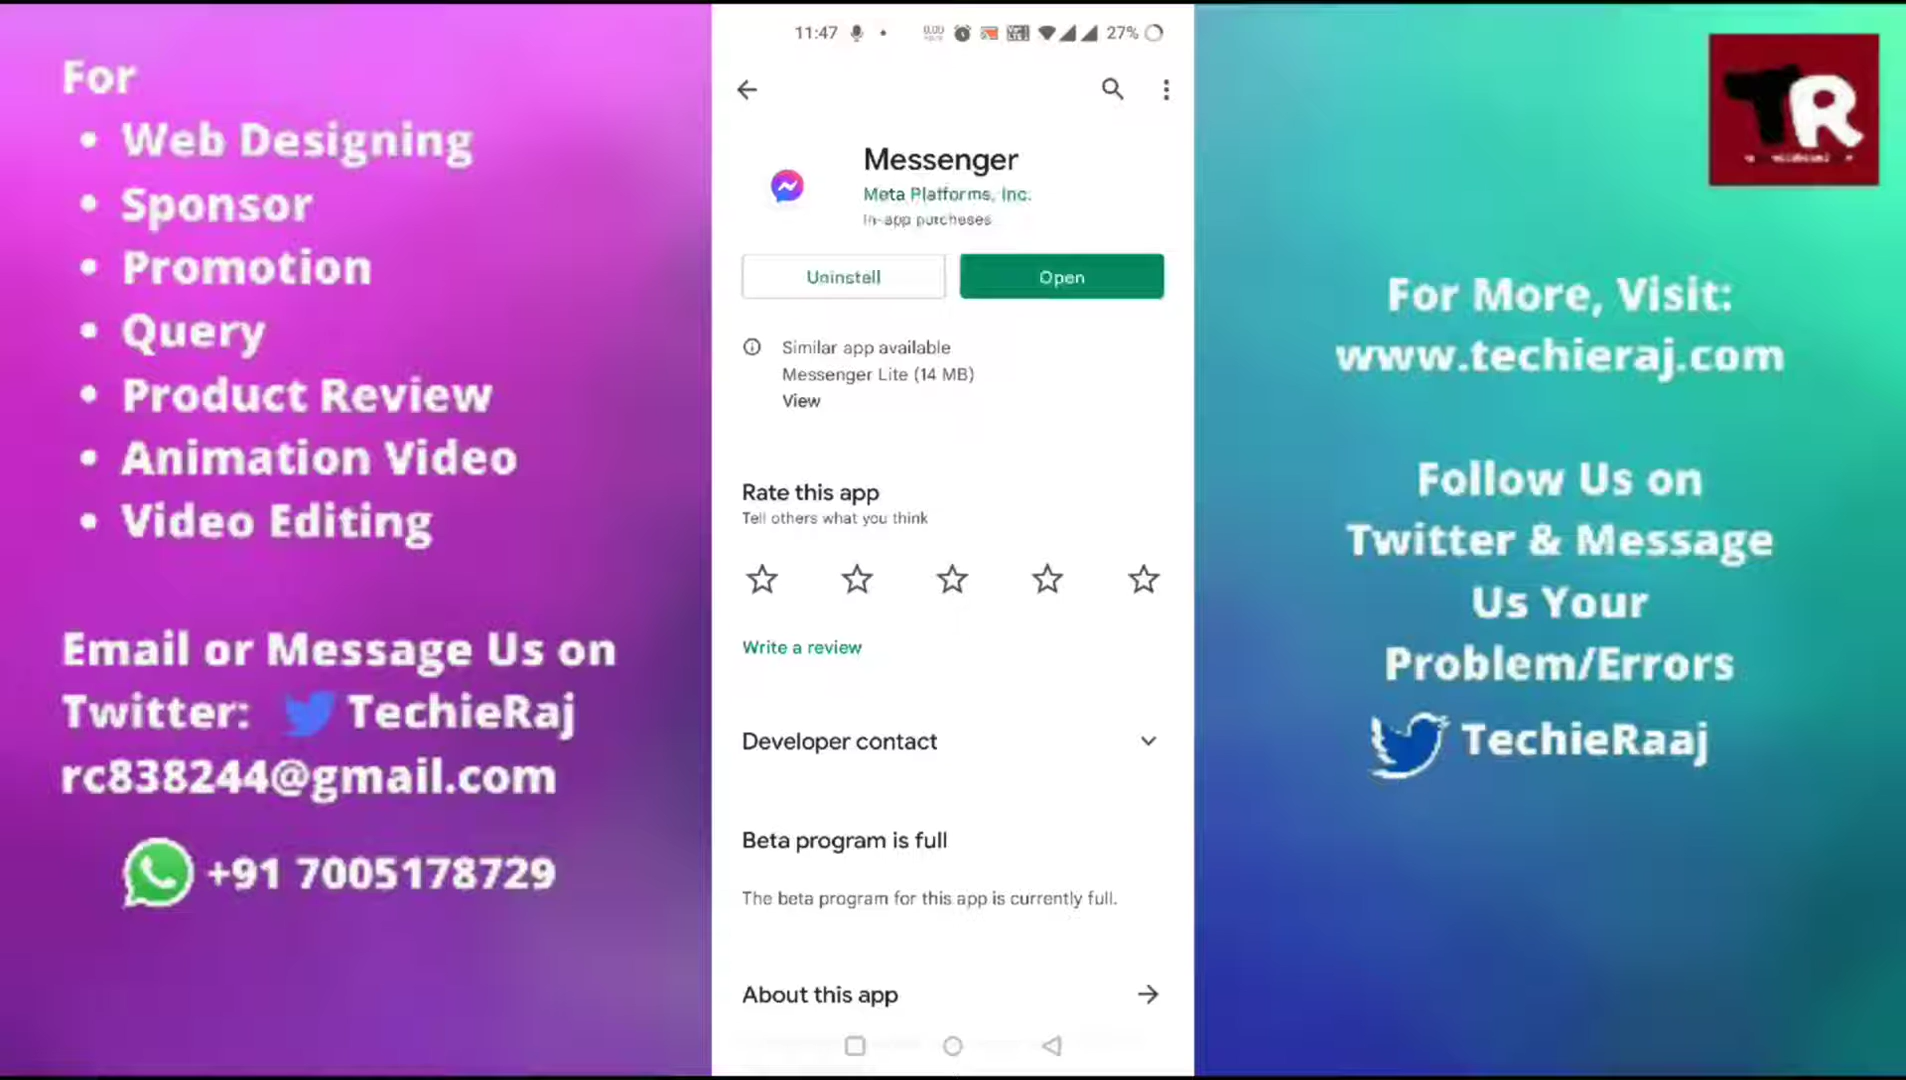 For
• Web Designing
• Sponsor
• Promotion
• Query
• Product Review
• Animation Video
• Video Editing
Email or Message Us on
Twitter: TechieRaj
rc838244@gmail.com
+91 7005178729
11:47
0.00
27%
Messenger
Meta Platforms, Inc.
In-app purchases
Uninstall
Open
Similar app available
Messenger Lite (14 MB)
View
Rate this app
Tell others what you think
Write a review
Developer contact
Beta program is full
The beta program for this app is currently full.
About this app
TR
For More, Visit:
www.techieraj.com
Follow Us on
Twitter & Message
Us Your
Problem/Errors
TechieRaaj